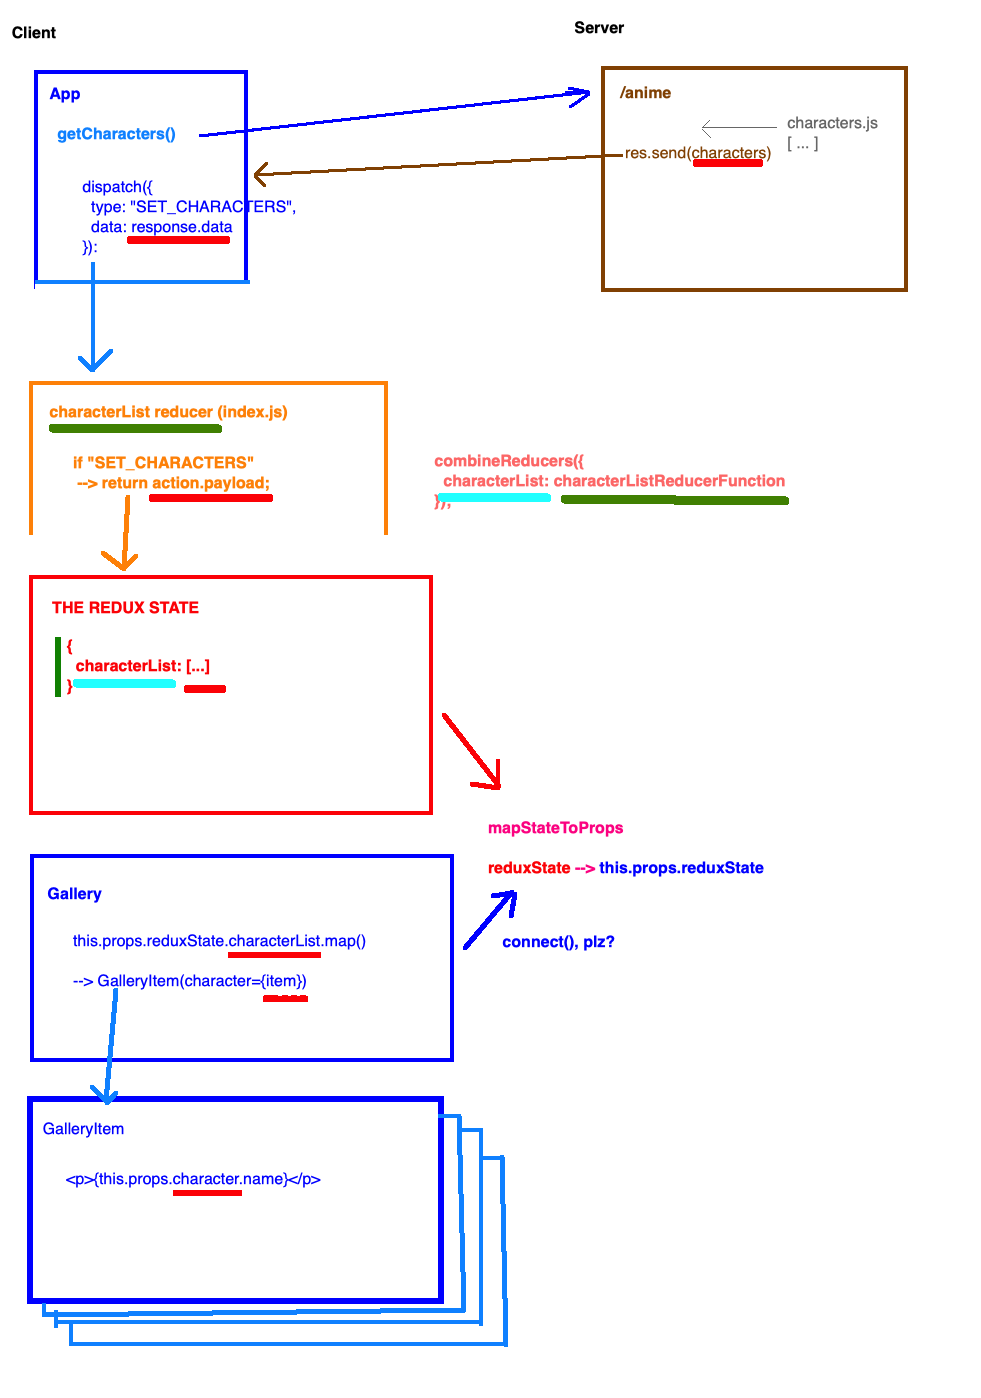 Client
Server
App
getCharacters()
dispatch({
type: "SET_CHARACTERS",
data: response.data
}):
/anime
characters.js
[ ... ]
res.send(characters)
characterList reducer (index.js)
if "SET_CHARACTERS"
--> return action.payload;
combineReducers({
characterList: characterListReducerFunction
});
THE REDUX STATE
{
characterList: [...]
}
mapStateToProps
reduxState --> this.props.reduxState
connect(), plz?
Gallery
this.props.reduxState.characterList.map()
--> GalleryItem(character={item})
GalleryItem
<p>{this.props.character.name}</p>